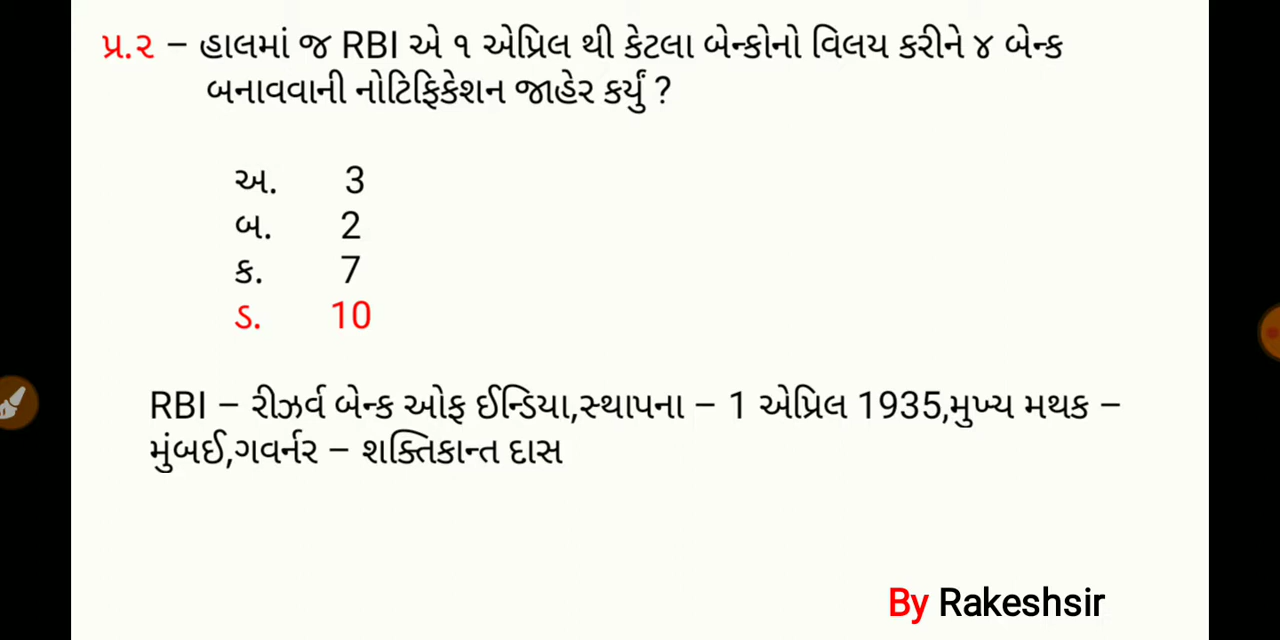 પ્ર.૨ – હાલમાં જ RBI એ ૧ એપ્રિલ થી કેટલા બેન્કોનો વિલય કરીને ૪ બેન્ક
બનાવવાની નોટિફિકેશન જાહેર કર્યું ?
અ. 3
બ. 2
ક. 7
ડ. 10
RBI – રીઝર્વ બેન્ક ઓફ ઈન્ડિયા,સ્થાપના – 1 એપ્રિલ 1935,મુખ્ય મથક –
મુંબઈ,ગવર્નર – શક્તિકાન્ત દાસ
By Rakeshsir